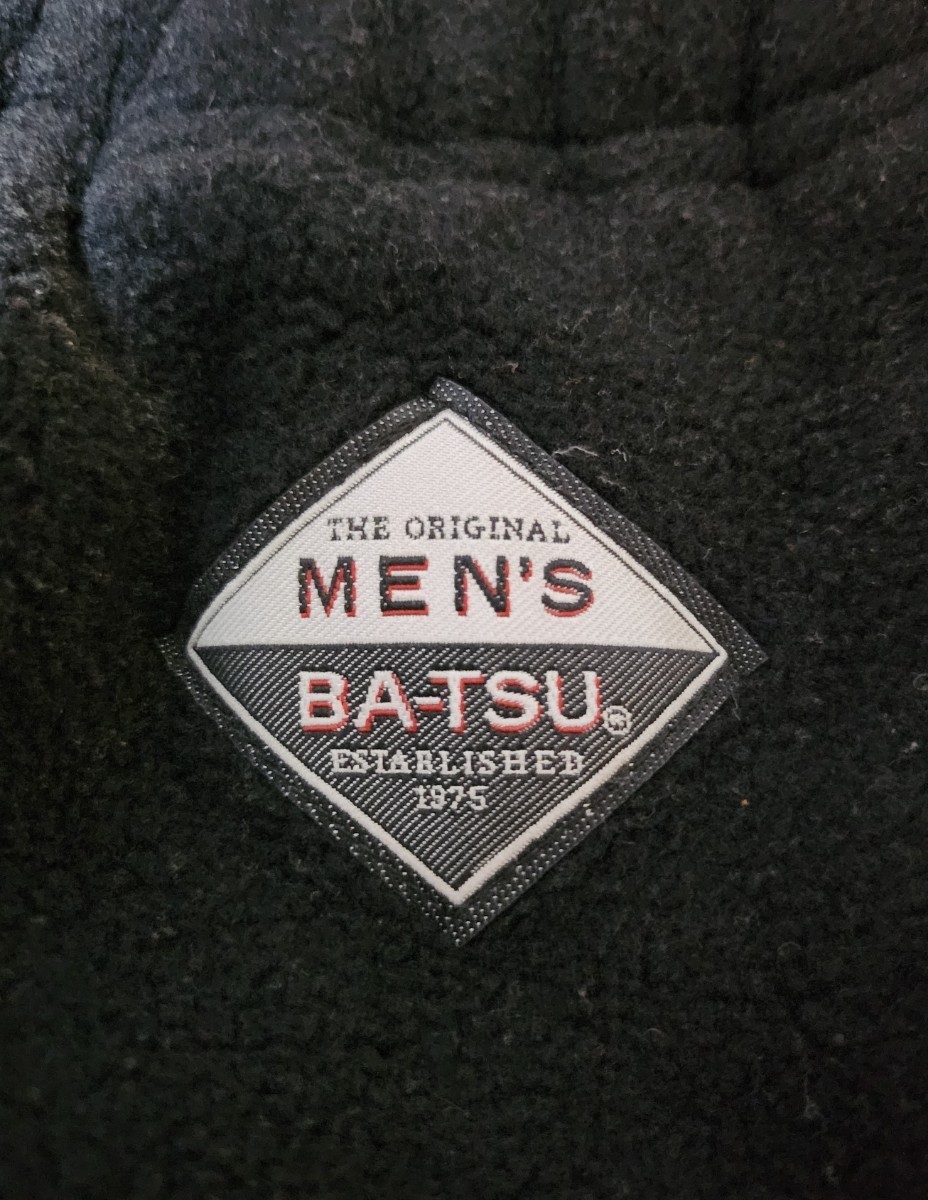 THE ORIGINAL
MEN'S
BA-TSU®
ESTABLISHED
1975